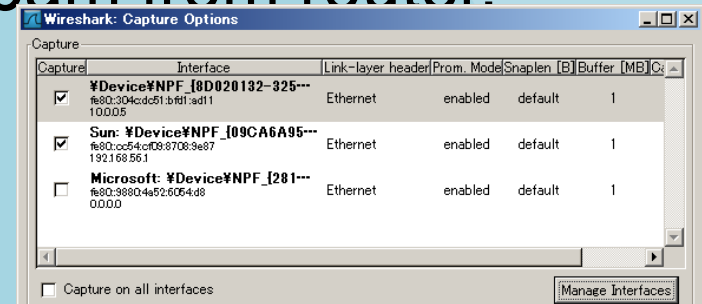 from router.
Wireshark: Capture Options
Capture
Capture Interface Link-layer header Prom. Mode Snaplen [B] Buffer [MB]
¥Device¥NPF_{8D020132-325...
fe80::304c:dc51:bfd1:ad11
10.0.0.5
Ethernet enabled default 1
Sun: ¥Device¥NPF_{09CA6A95...
fe80::cc54:cf09:8708:9e87
192.168.56.1
Ethernet enabled default 1
Microsoft: ¥Device¥NPF_{281...
fe80::9880:4a52:6054:d8
0.0.0.0
Ethernet enabled default 1
Capture on all interfaces
Manage Interfaces